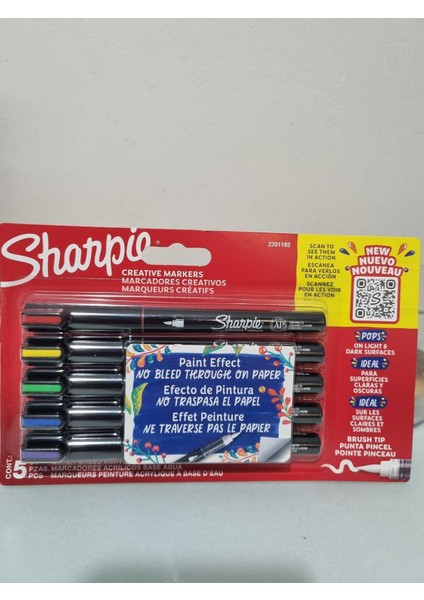 Sharpie
CREATIVE MARKERS
MARCADORES CREATIVOS
MARQUEURS CRÉATIFS
2201182
SCAN TO
SEE THEM
IN ACTION
ESCANEA
PARA VERLOS
EN ACCIÓN
SCANNEZ
POUR LES VOIR
EN ACTION
NEW
NUEVO
NOUVEAU
S
POPS
ON LIGHT &
DARK SURFACES
IDEAL
PARA
SUPERFICIES
CLARAS Y
OSCURAS
IDÉAL
SUR LES
SURFACES
CLAIRES ET
SOMBRES
BRUSH TIP
PUNTA PINCEL
POINTE PINCEAU
Sharpie
AP
Paint Effect
NO BLEED THROUGH ON PAPER
Efecto de Pintura
NO TRASPASA EL PAPEL
Effet Peinture
NE TRAVERSE PAS LE PAPIER
CONT.: 5
PZAS. MARCADORES ACRÍLICOS BASE AGUA
PCS MARQUEURS PEINTURE ACRYLIQUE À BASE D'EAU